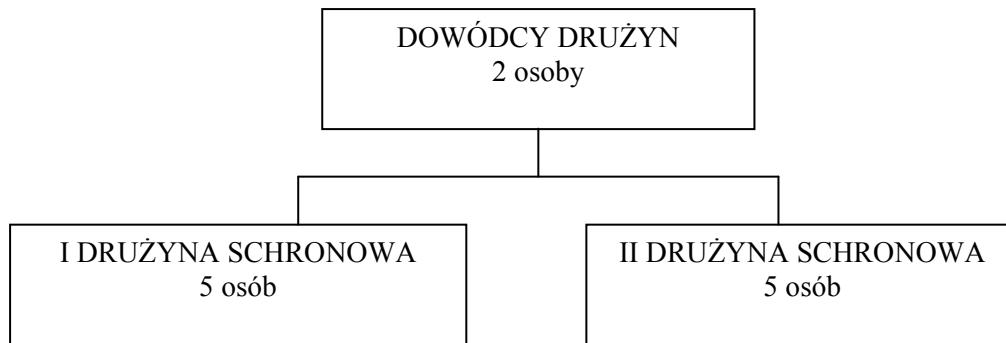 DOWÓDCY DRUŻYN
2 osoby
I DRUŻYNA SCHRONOWA
5 osób
II DRUŻYNA SCHRONOWA
5 osób